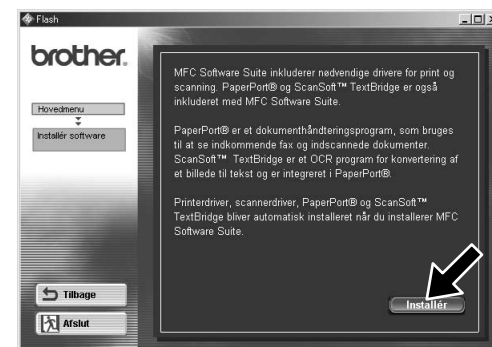 Flash
brother.
Hovedmenu
Installér software
MFC Software Suite inkluderer nødvendige drivere for print og
scanning. PaperPort® og ScanSoft™ TextBridge er også
inkluderet med MFC Software Suite.
PaperPort® er et dokumenthåndteringsprogram, som bruges
til at se indkommende fax og indscannede dokumenter.
ScanSoft™ TextBridge er et OCR program for konvertering af
et billede til tekst og er integreret i PaperPort®.
Printerdriver, scannerdriver, PaperPort® og ScanSoft™
TextBridge bliver automatisk installeret når du installerer MFC
Software Suite.
Installér
Tilbage
Afslut